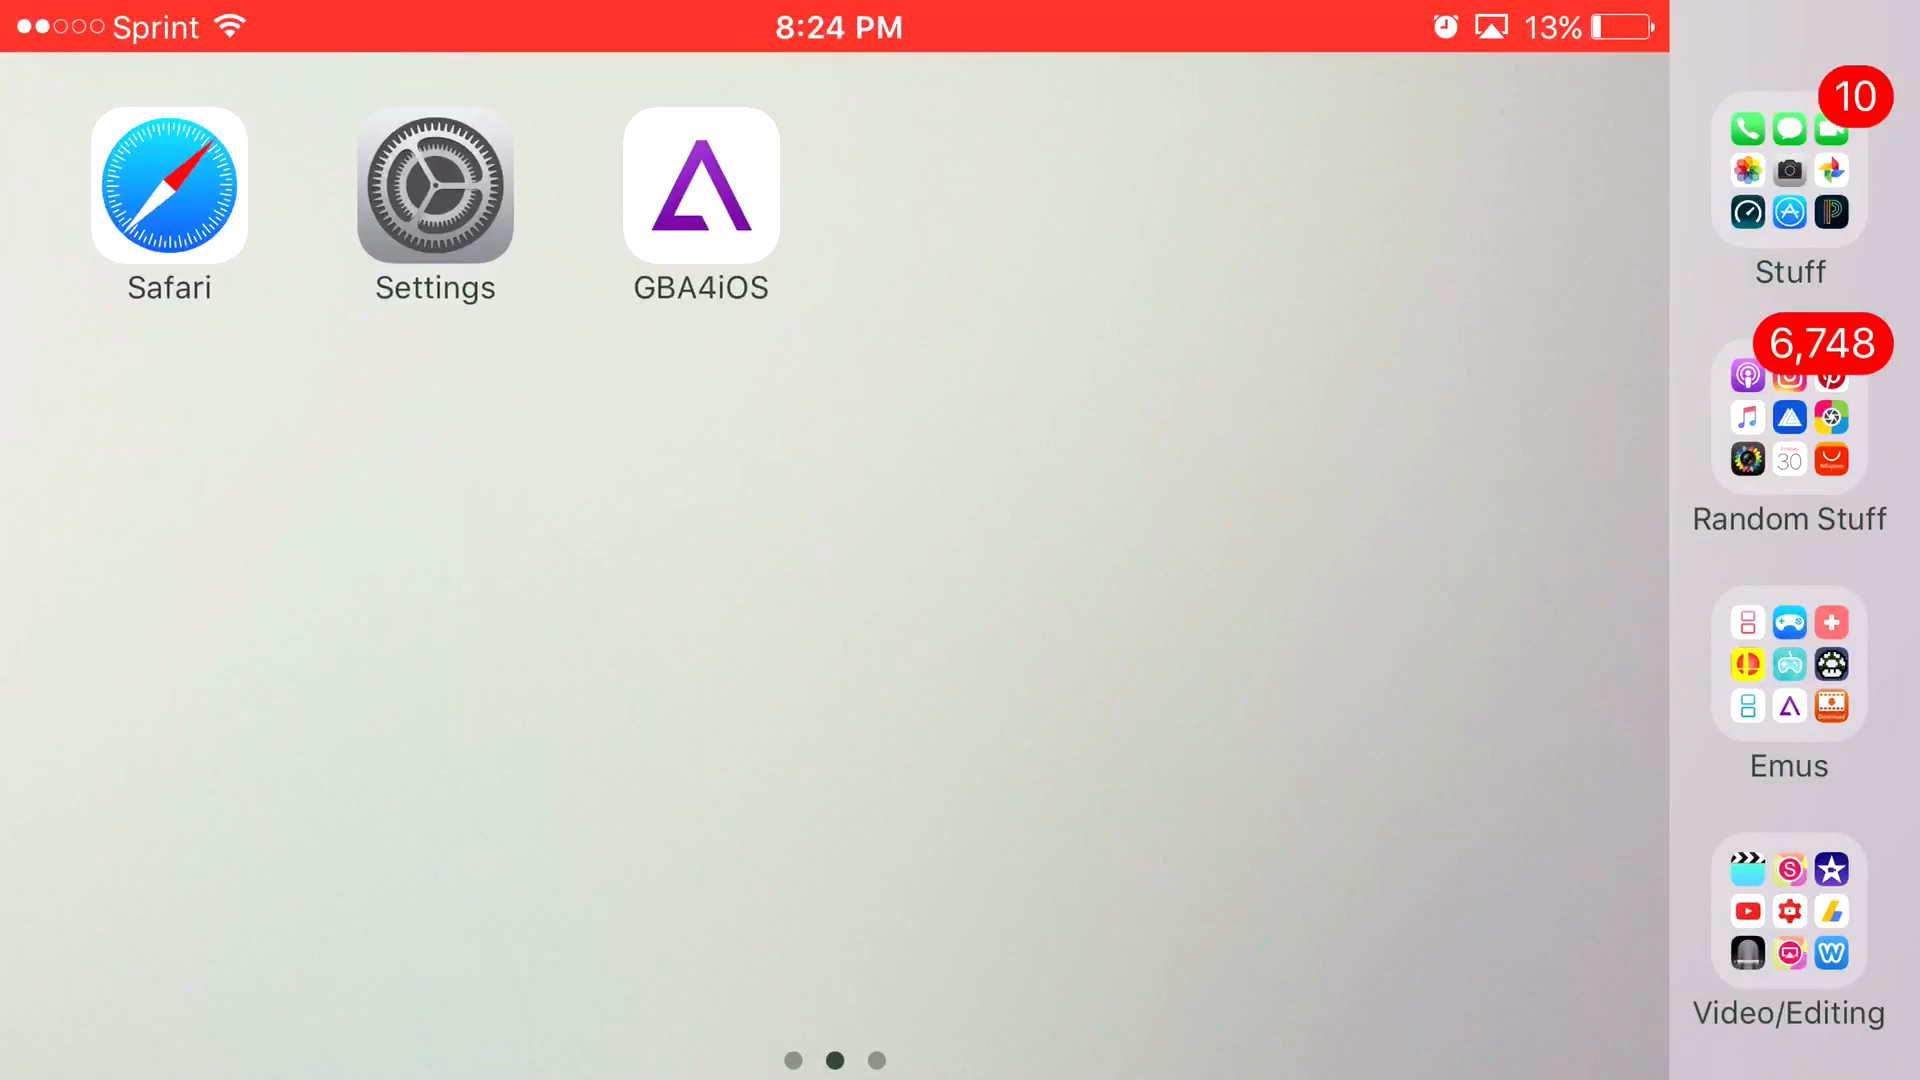 Sprint 8:24 PM 13%
Safari Settings GBA4iOS
10
Stuff
6,748
30
Random Stuff
Emus
Video/Editing